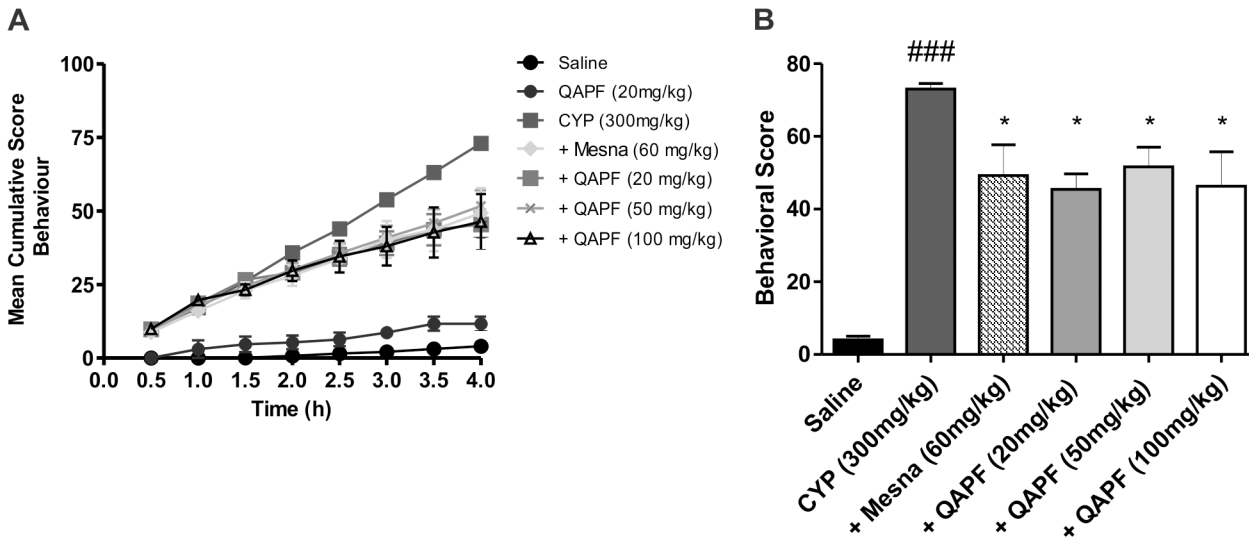 A
Mean Cumulative Score
Behaviour
100
75
50
25
0
0.0 0.5 1.0 1.5 2.0 2.5 3.0 3.5 4.0
Time (h)
Saline
QAPF (20mg/kg)
CYP (300mg/kg)
+ Mesna (60 mg/kg)
+ QAPF (20 mg/kg)
+ QAPF (50 mg/kg)
+ QAPF (100 mg/kg)
B
Behavioral Score
80
60
40
20
0
###
* * * *
Saline
CYP (300mg/kg)
+ Mesna (60mg/kg)
+ QAPF (20mg/kg)
+ QAPF (50mg/kg)
+ QAPF (100mg/kg)